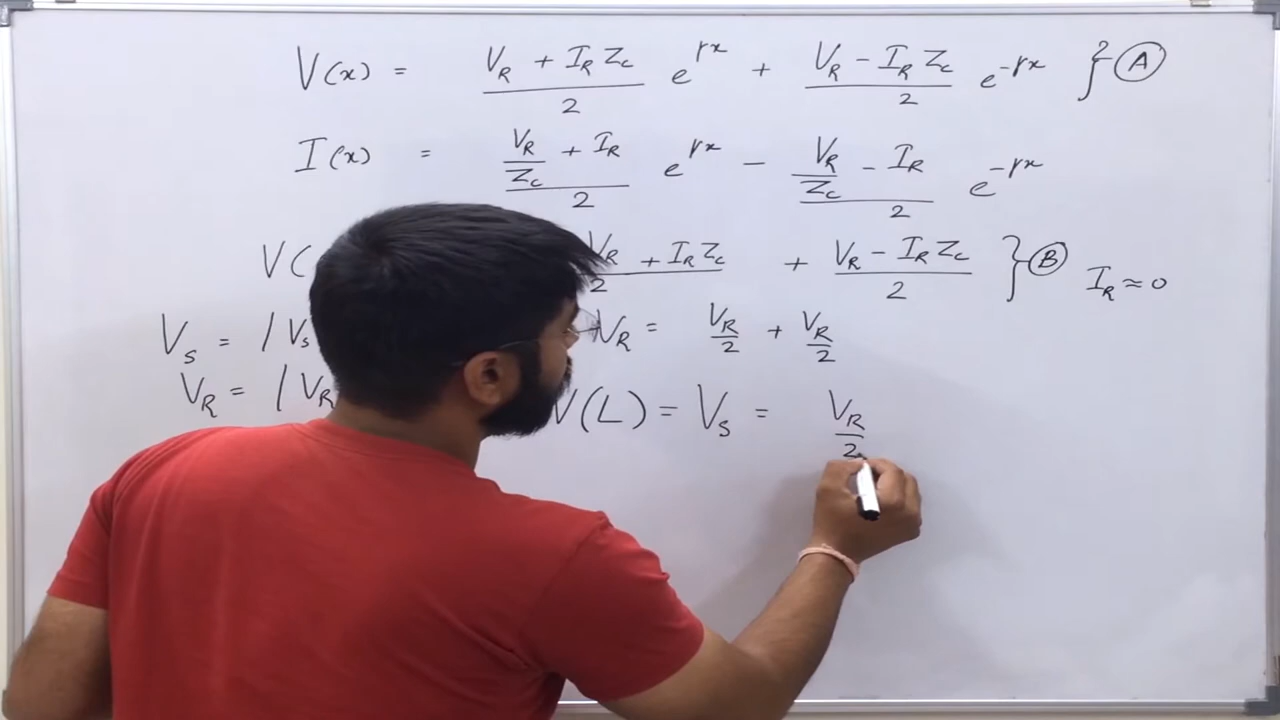 V(x) = (V_R + I_R Z_c)/2 e^{γx} + (V_R - I_R Z_c)/2 e^{-γx} } (A)
I(x) = (V_R/Z_c + I_R)/2 e^{γx} - (V_R/Z_c - I_R)/2 e^{-γx}
V( V_R + I_R Z_c/2 + (V_R - I_R Z_c)/2 } (B) I_R ≈ 0
V_S = |V_S V_R = V_R/2 + V_R/2
V_R = |V_R V(L) = V_S = V_R/2